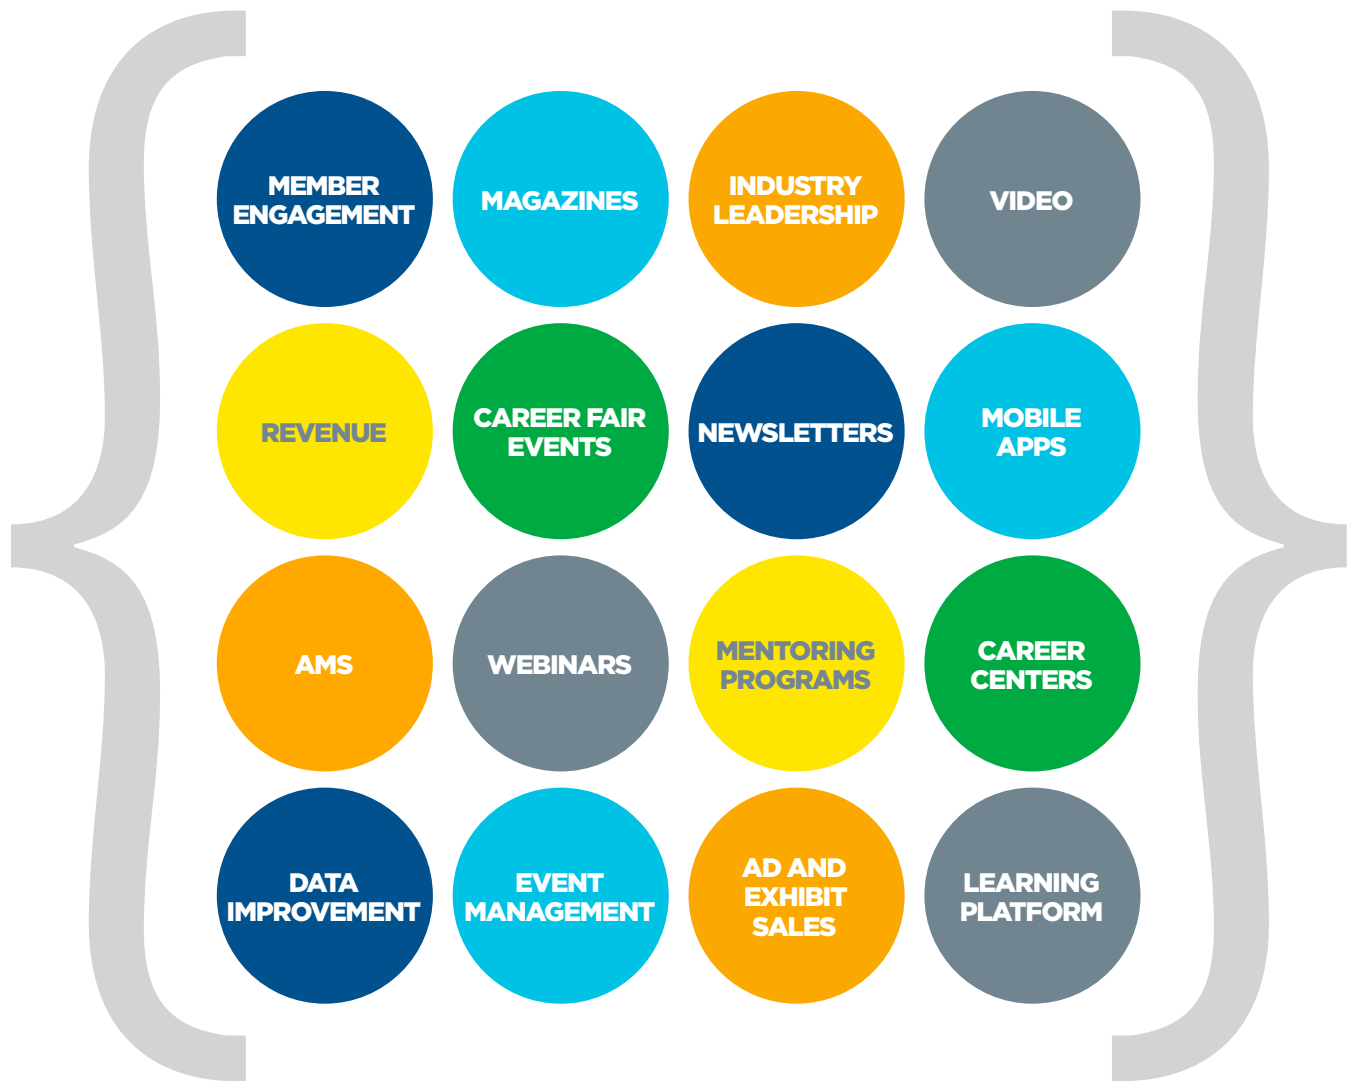 MEMBER
ENGAGEMENT
MAGAZINES
INDUSTRY
LEADERSHIP
VIDEO
REVENUE
CAREER FAIR
EVENTS
NEWSLETTERS
MOBILE
APPS
AMS
WEBINARS
MENTORING
PROGRAMS
CAREER
CENTERS
DATA
IMPROVEMENT
EVENT
MANAGEMENT
AD AND
EXHIBIT
SALES
LEARNING
PLATFORM